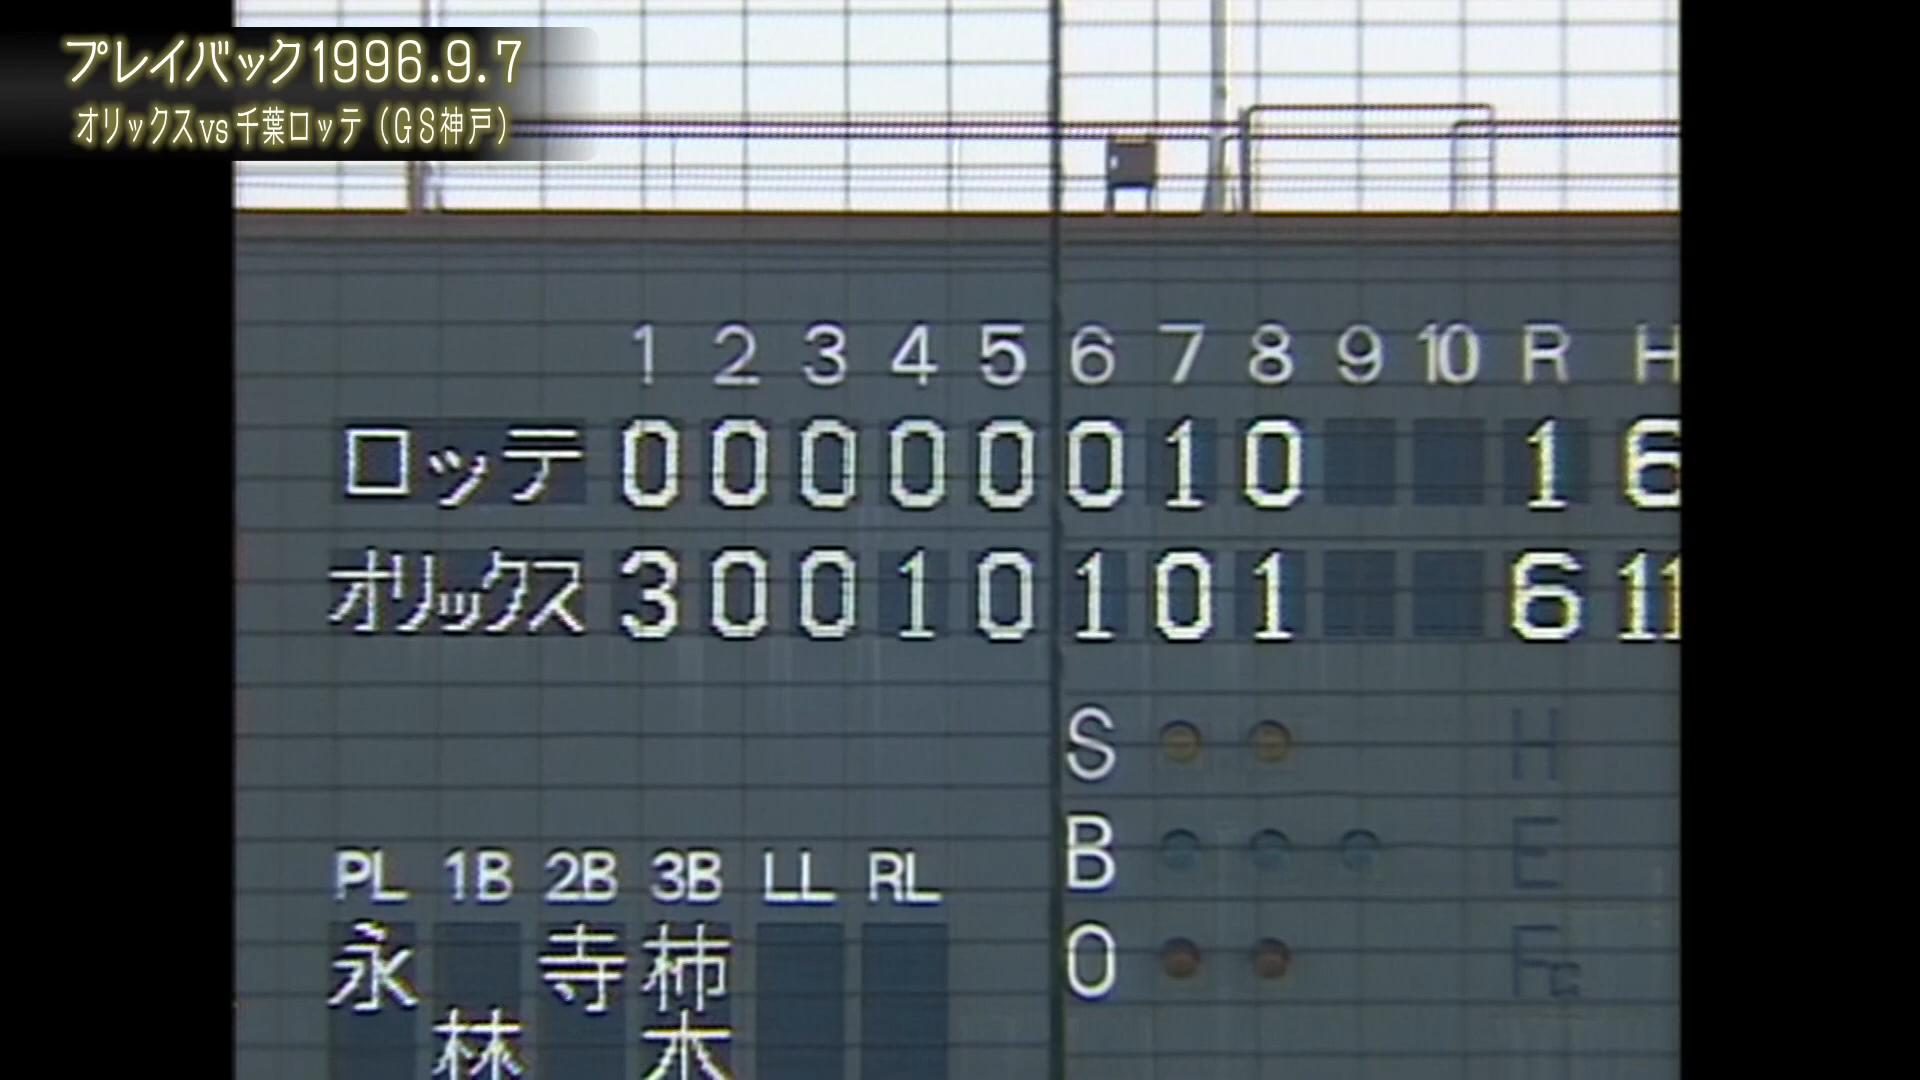 プレイバック1996.9.7
オリックスvs千葉ロッテ（GS神戸）
1 2 3 4 5 6 7 8 9 10 R H
ロッテ 0 0 0 0 0 0 1 0 1 6
オリックス 3 0 0 1 0 1 0 1 6 11
S H
B E
PL 1B 2B 3B LL RL
O Fc
永 寺 柿
林 木